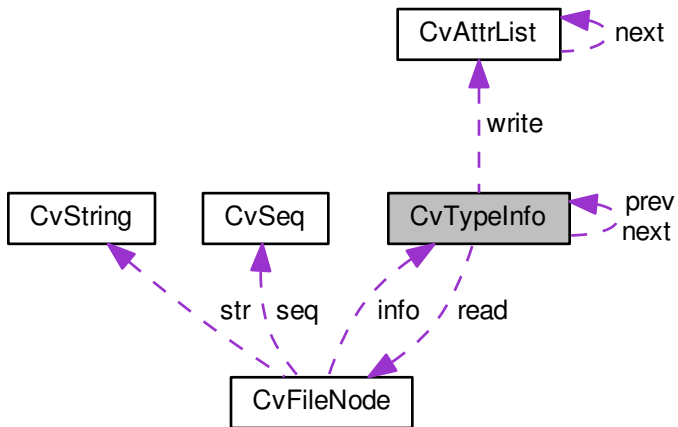 CvAttrList
next
write
CvString
CvSeq
CvTypeInfo
prev
next
str
seq
info
read
CvFileNode